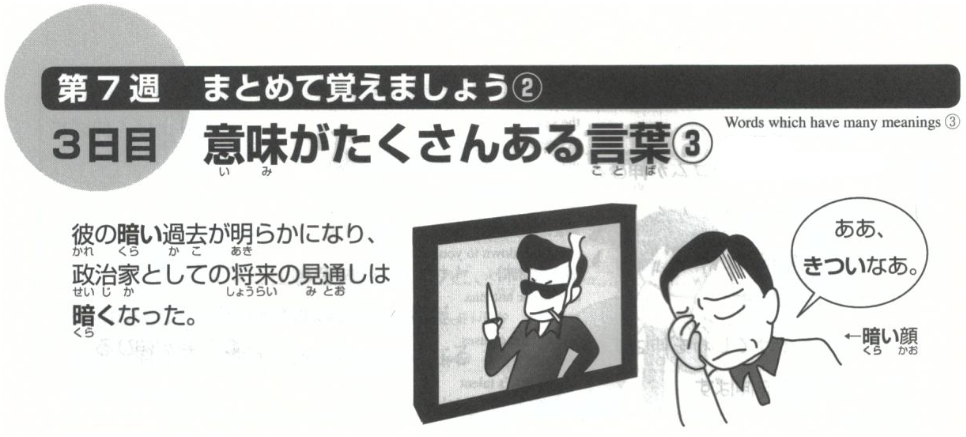 第7週 まとめて覚えましょう②
3日目 意味がたくさんある言葉③
い み こ と ば
Words which have many meanings ③
彼の暗い過去が明らかになり、
かれ くら か こ あき
政治家としての将来の見通しは
せい じ か しょうらい み とお
暗くなった。
くら
ああ、
きついなあ。
←暗い顔
くら かお